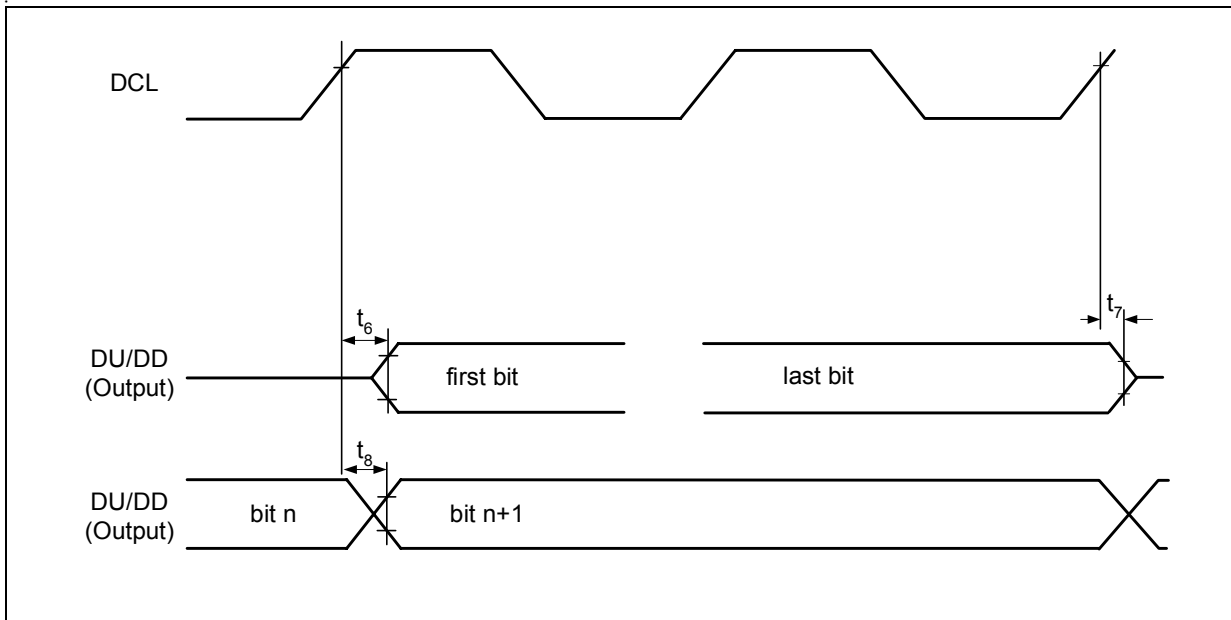 DCL
t6
t7
DU/DD
(Output)
first bit
last bit
t8
DU/DD
(Output)
bit n
bit n+1